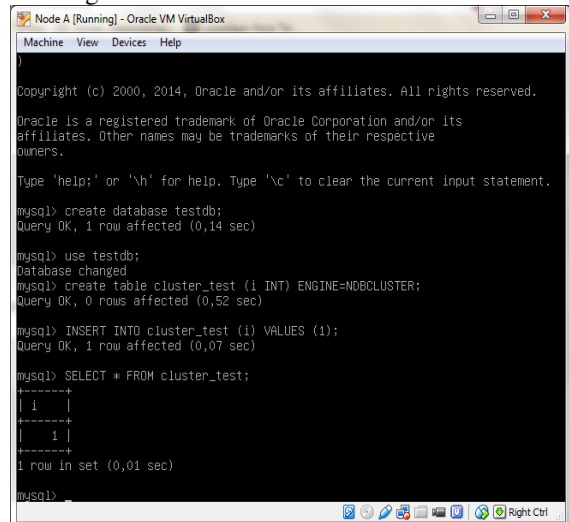 Node A [Running] - Oracle VM VirtualBox
Machine View Devices Help
)
Copyright (c) 2000, 2014, Oracle and/or its affiliates. All rights reserved.
Oracle is a registered trademark of Oracle Corporation and/or its
affiliates. Other names may be trademarks of their respective
owners.
Type 'help;' or '\h' for help. Type '\c' to clear the current input statement.
mysql> create database testdb;
Query OK, 1 row affected (0,14 sec)
mysql> use testdb;
Database changed
mysql> create table cluster_test (i INT) ENGINE=NDBCLUSTER;
Query OK, 0 rows affected (0,52 sec)
mysql> INSERT INTO cluster_test (i) VALUES (1);
Query OK, 1 row affected (0,07 sec)
mysql> SELECT * FROM cluster_test;
+------+
| i    |
+------+
|    1 |
+------+
1 row in set (0,01 sec)
mysql> _
Right Ctrl